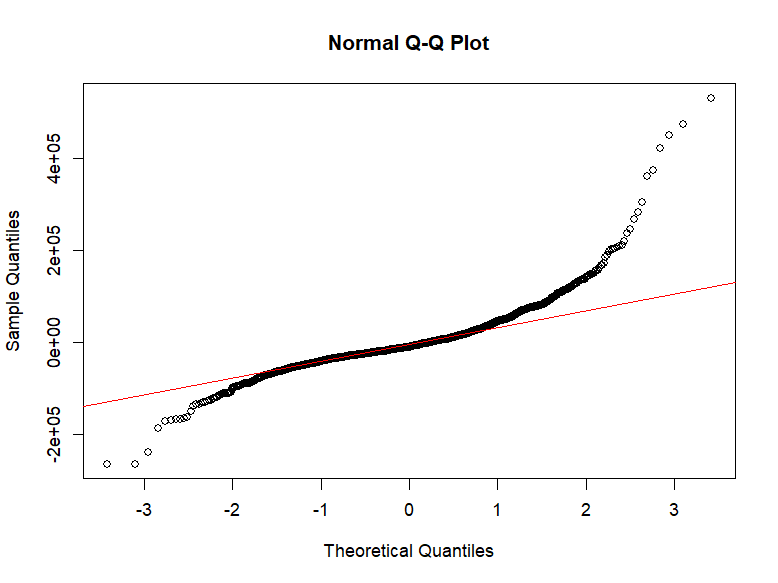 Normal Q-Q Plot
Sample Quantiles
4e+05
2e+05
0e+00
-2e+05
-3 -2 -1 0 1 2 3
Theoretical Quantiles